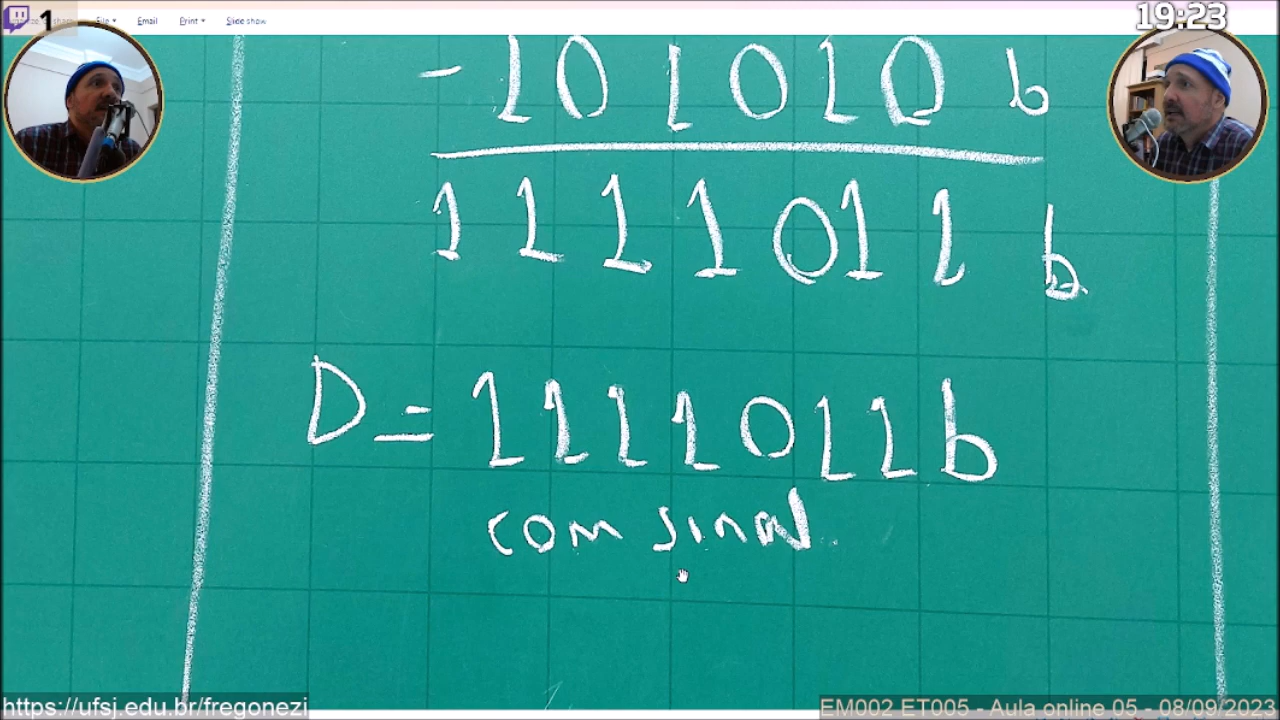 1
File
Email
Print
Slide show
19:23
-101010 b
1111011 b
D=1111011b
com sinal
https://ufsj.edu.br/fregonezi
EM002 ET005 - Aula online 05 - 08/09/2023